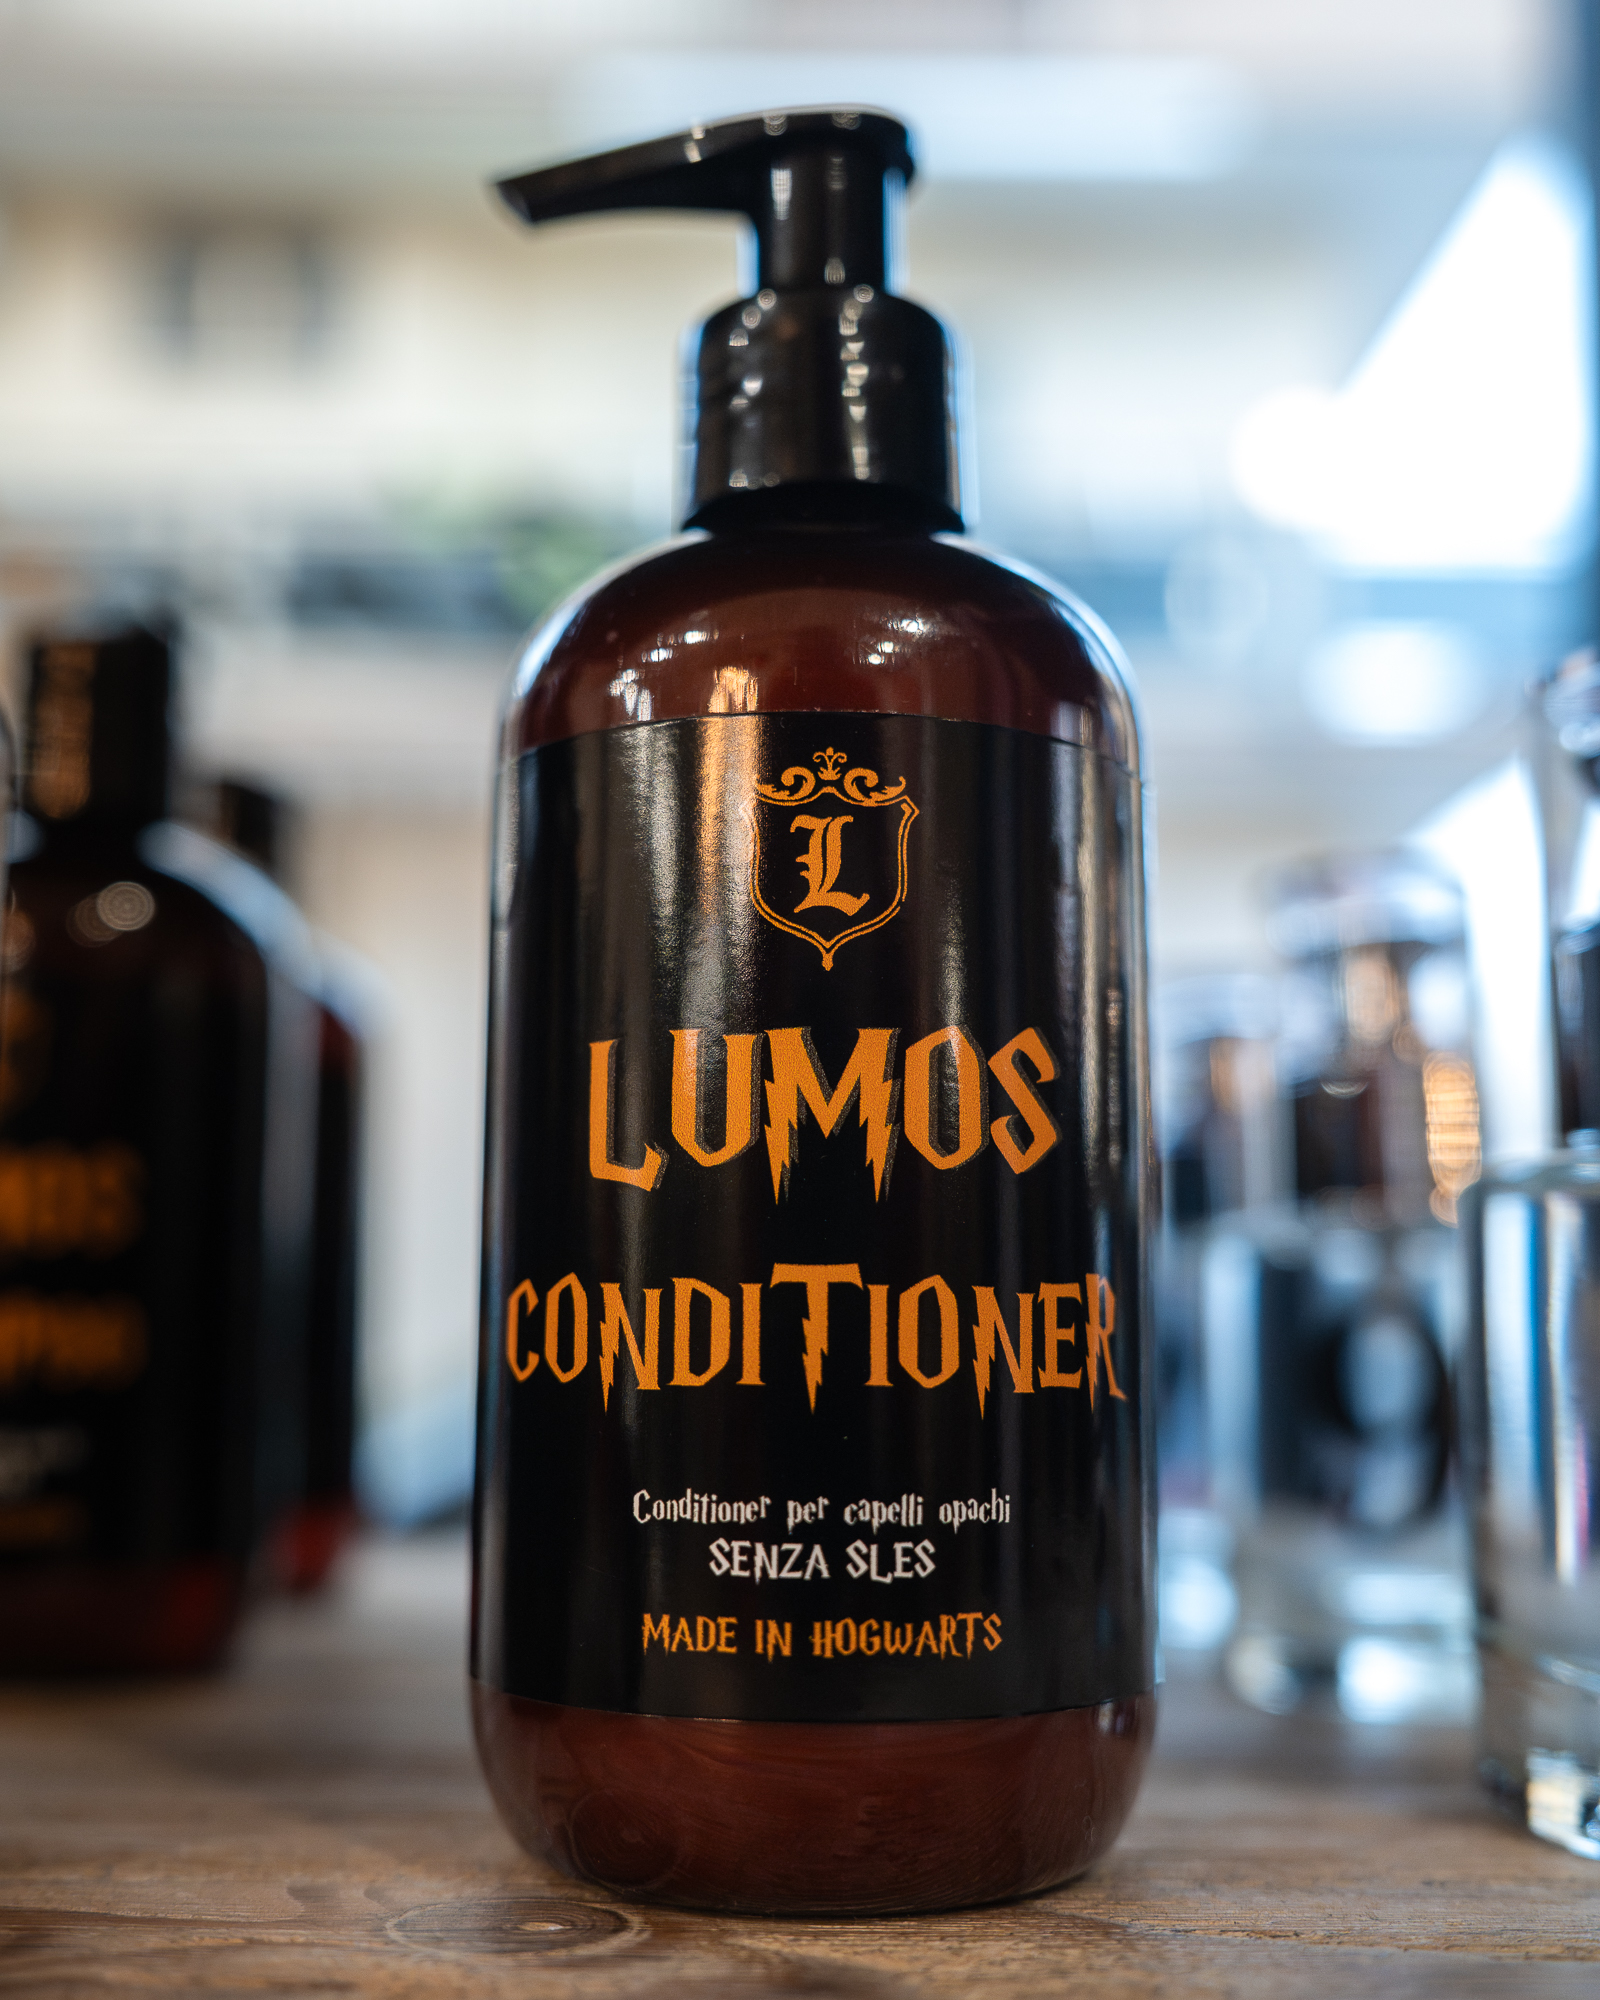 L
LUMOS
CONDITIONER
Conditioner per capelli opachi
SENZA SLES
MADE IN HOGWARTS